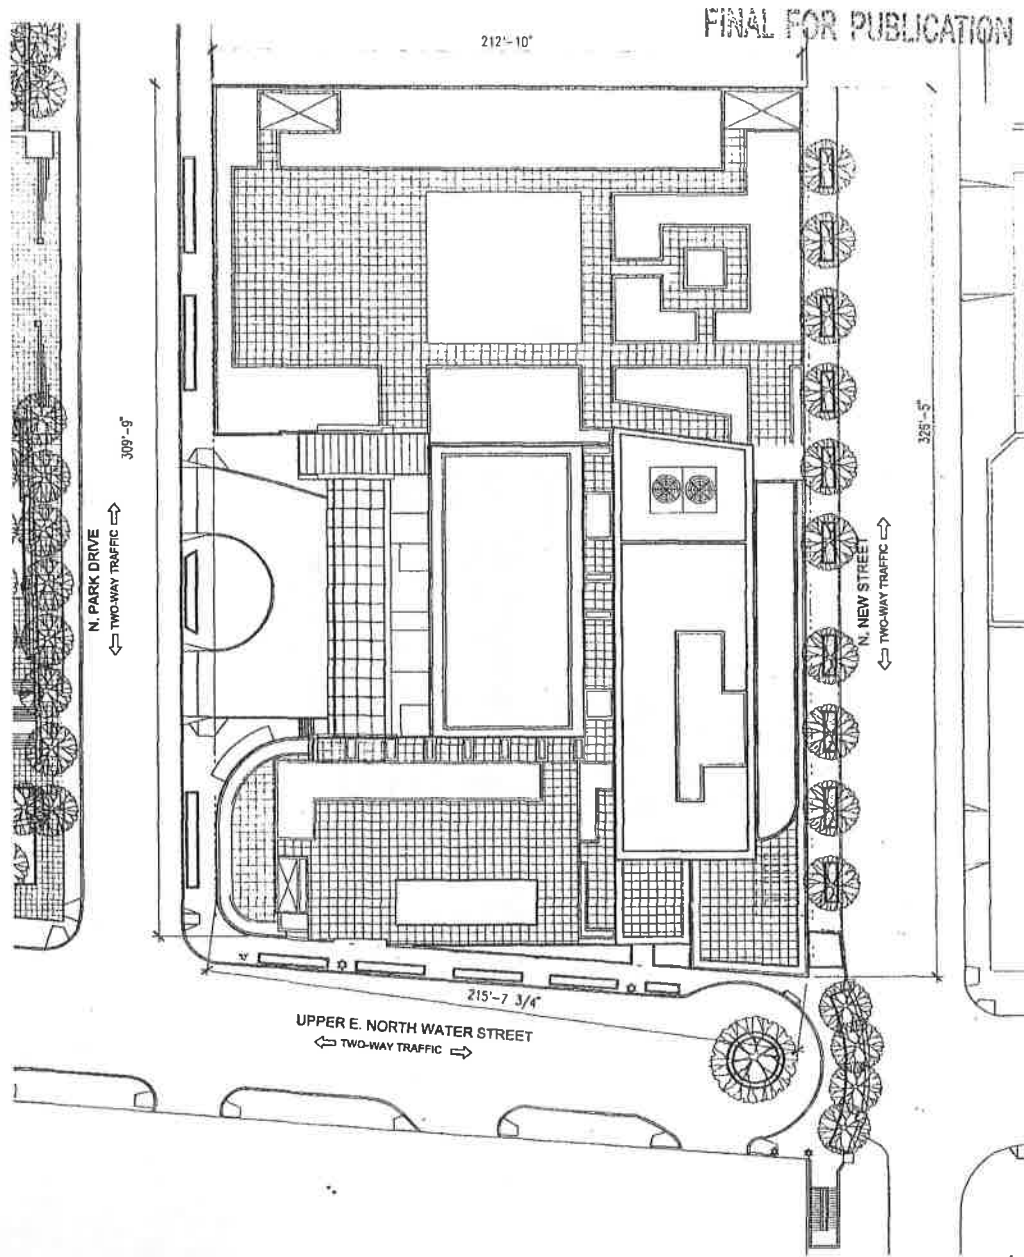 FINAL FOR PUBLICATION
212'-10"
309'-9"
326'-5"
N. PARK DRIVE
⇦ TWO-WAY TRAFFIC ⇨
N. NEW STREET
⇦ TWO-WAY TRAFFIC ⇨
215'-7 3/4"
UPPER E. NORTH WATER STREET
⇦ TWO-WAY TRAFFIC ⇨